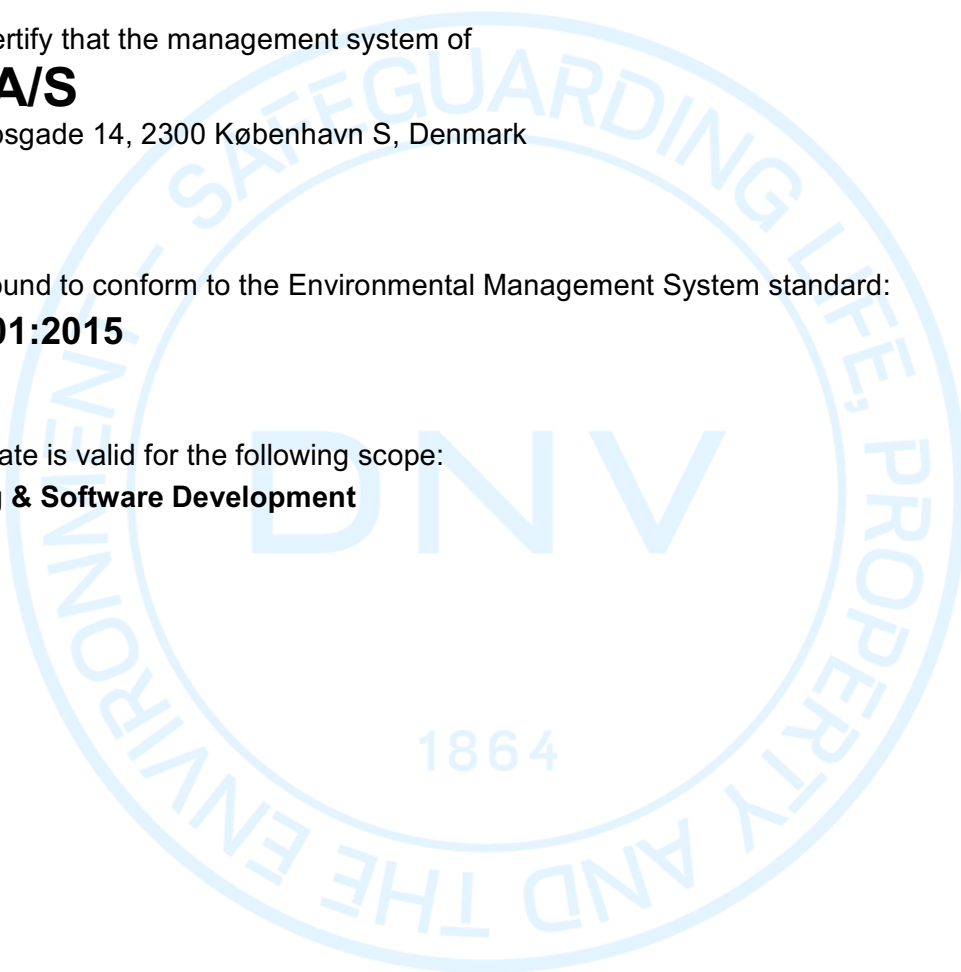 ertify that the management system of
A/S
osgade 14, 2300 København S, Denmark
ound to conform to the Environmental Management System standard:
01:2015
ate is valid for the following scope:
g & Software Development
SAFEGUARDING LIFE, PROPERTY AND THE ENVIRONMENT –
DNV
1864